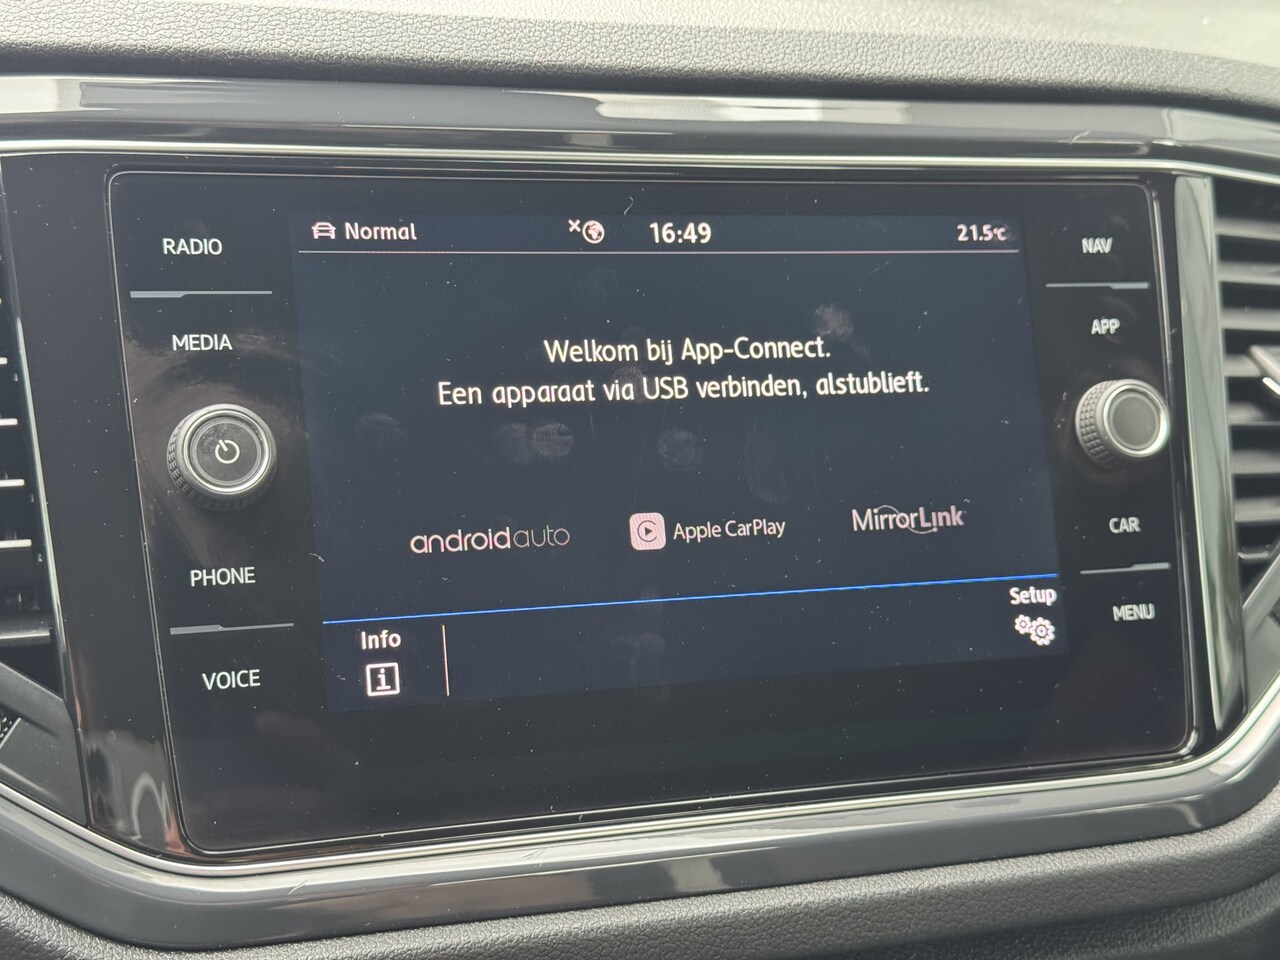 RADIO
MEDIA
PHONE
VOICE
Normal
16:49
21.5°C
Welkom bij App-Connect.
Een apparaat via USB verbinden, alstublieft.
androidauto
Apple CarPlay
MirrorLink
Info
Setup
NAV
APP
CAR
MENU